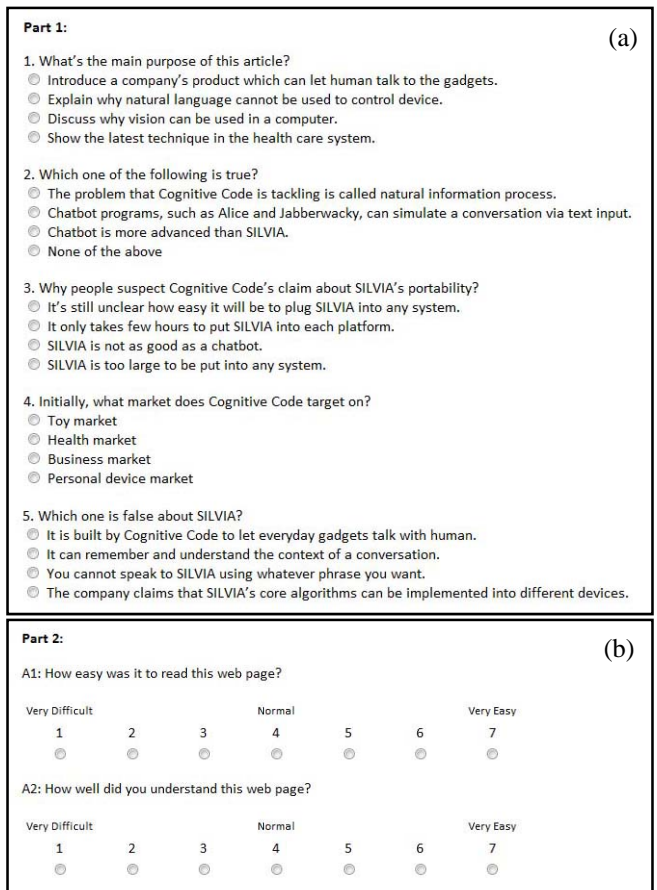 Part 1:
(a)
1. What's the main purpose of this article?
Introduce a company's product which can let human talk to the gadgets.
Explain why natural language cannot be used to control device.
Discuss why vision can be used in a computer.
Show the latest technique in the health care system.
2. Which one of the following is true?
The problem that Cognitive Code is tackling is called natural information process.
Chatbot programs, such as Alice and Jabberwacky, can simulate a conversation via text input.
Chatbot is more advanced than SILVIA.
None of the above
3. Why people suspect Cognitive Code's claim about SILVIA's portability?
It's still unclear how easy it will be to plug SILVIA into any system.
It only takes few hours to put SILVIA into each platform.
SILVIA is not as good as a chatbot.
SILVIA is too large to be put into any system.
4. Initially, what market does Cognitive Code target on?
Toy market
Health market
Business market
Personal device market
5. Which one is false about SILVIA?
It is built by Cognitive Code to let everyday gadgets talk with human.
It can remember and understand the context of a conversation.
You cannot speak to SILVIA using whatever phrase you want.
The company claims that SILVIA's core algorithms can be implemented into different devices.
Part 2:
(b)
A1: How easy was it to read this web page?
Very Difficult Normal Very Easy
1 2 3 4 5 6 7
A2: How well did you understand this web page?
Very Difficult Normal Very Easy
1 2 3 4 5 6 7